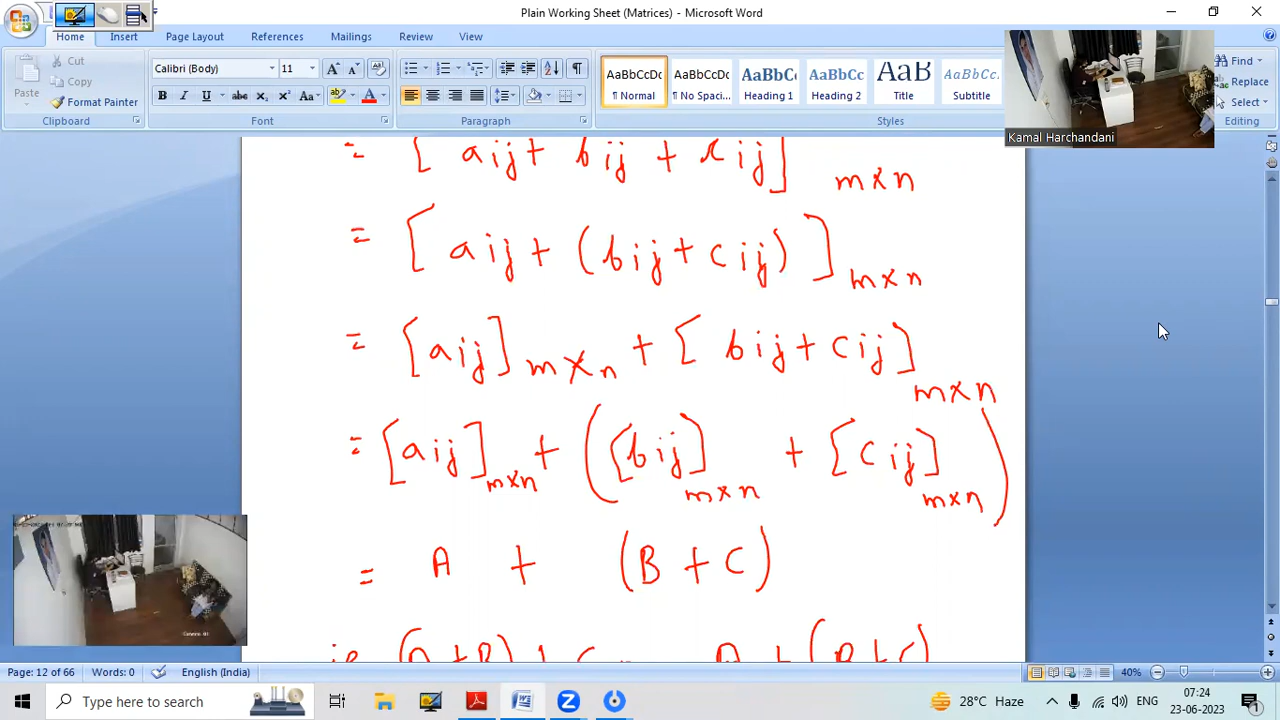 Plain Working Sheet (Matrices) - Microsoft Word
Home Insert Page Layout References Mailings Review View
Paste
Cut
Copy
Format Painter
Clipboard
Calibri (Body) 11
Font
Paragraph
AaBbCcDc AaBbCcDc AaBbC AaBbCc AaB AaBbCc.
¶ Normal ¶ No Spaci... Heading 1 Heading 2 Title Subtitle
Styles
Find
Replace
Select
Editing
Kamal Harchandani
= [ aij + bij + cij ] m×n
= [ aij + (bij + cij) ] m×n
= [aij] m×n + [ bij + cij ] m×n
= [aij] m×n + ( [bij] m×n + [cij] m×n )
= A + (B + C)
ie (A + B) + C = A + (B + C)
Camera 01
Page: 12 of 66 Words: 0 English (India) 40%
Type here to search
28°C Haze ENG 07:24 23-06-2023